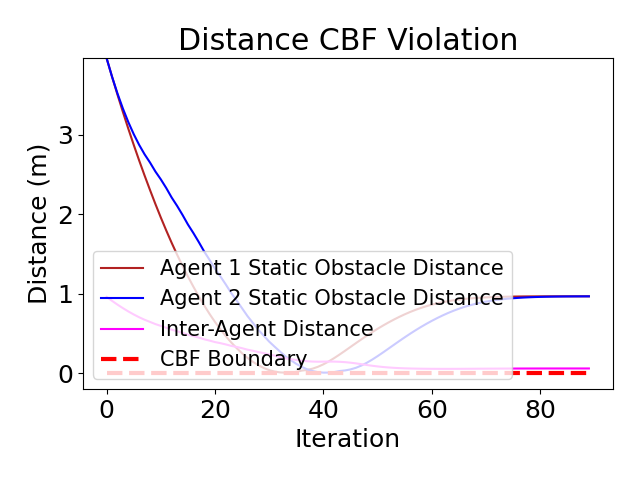 Distance CBF Violation
Distance (m)
3
2
1
0
Agent 1 Static Obstacle Distance
Agent 2 Static Obstacle Distance
Inter-Agent Distance
CBF Boundary
0 20 40 60 80
Iteration